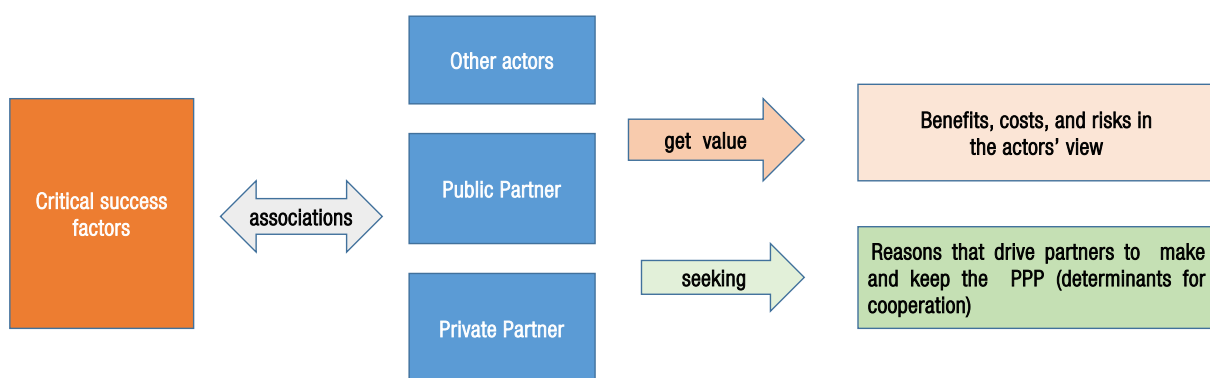 Other actors
Critical success
factors
associations
Public Partner
Private Partner
get value
seeking
Benefits, costs, and risks in
the actors' view
Reasons that drive partners to make
and keep the PPP (determinants for
cooperation)